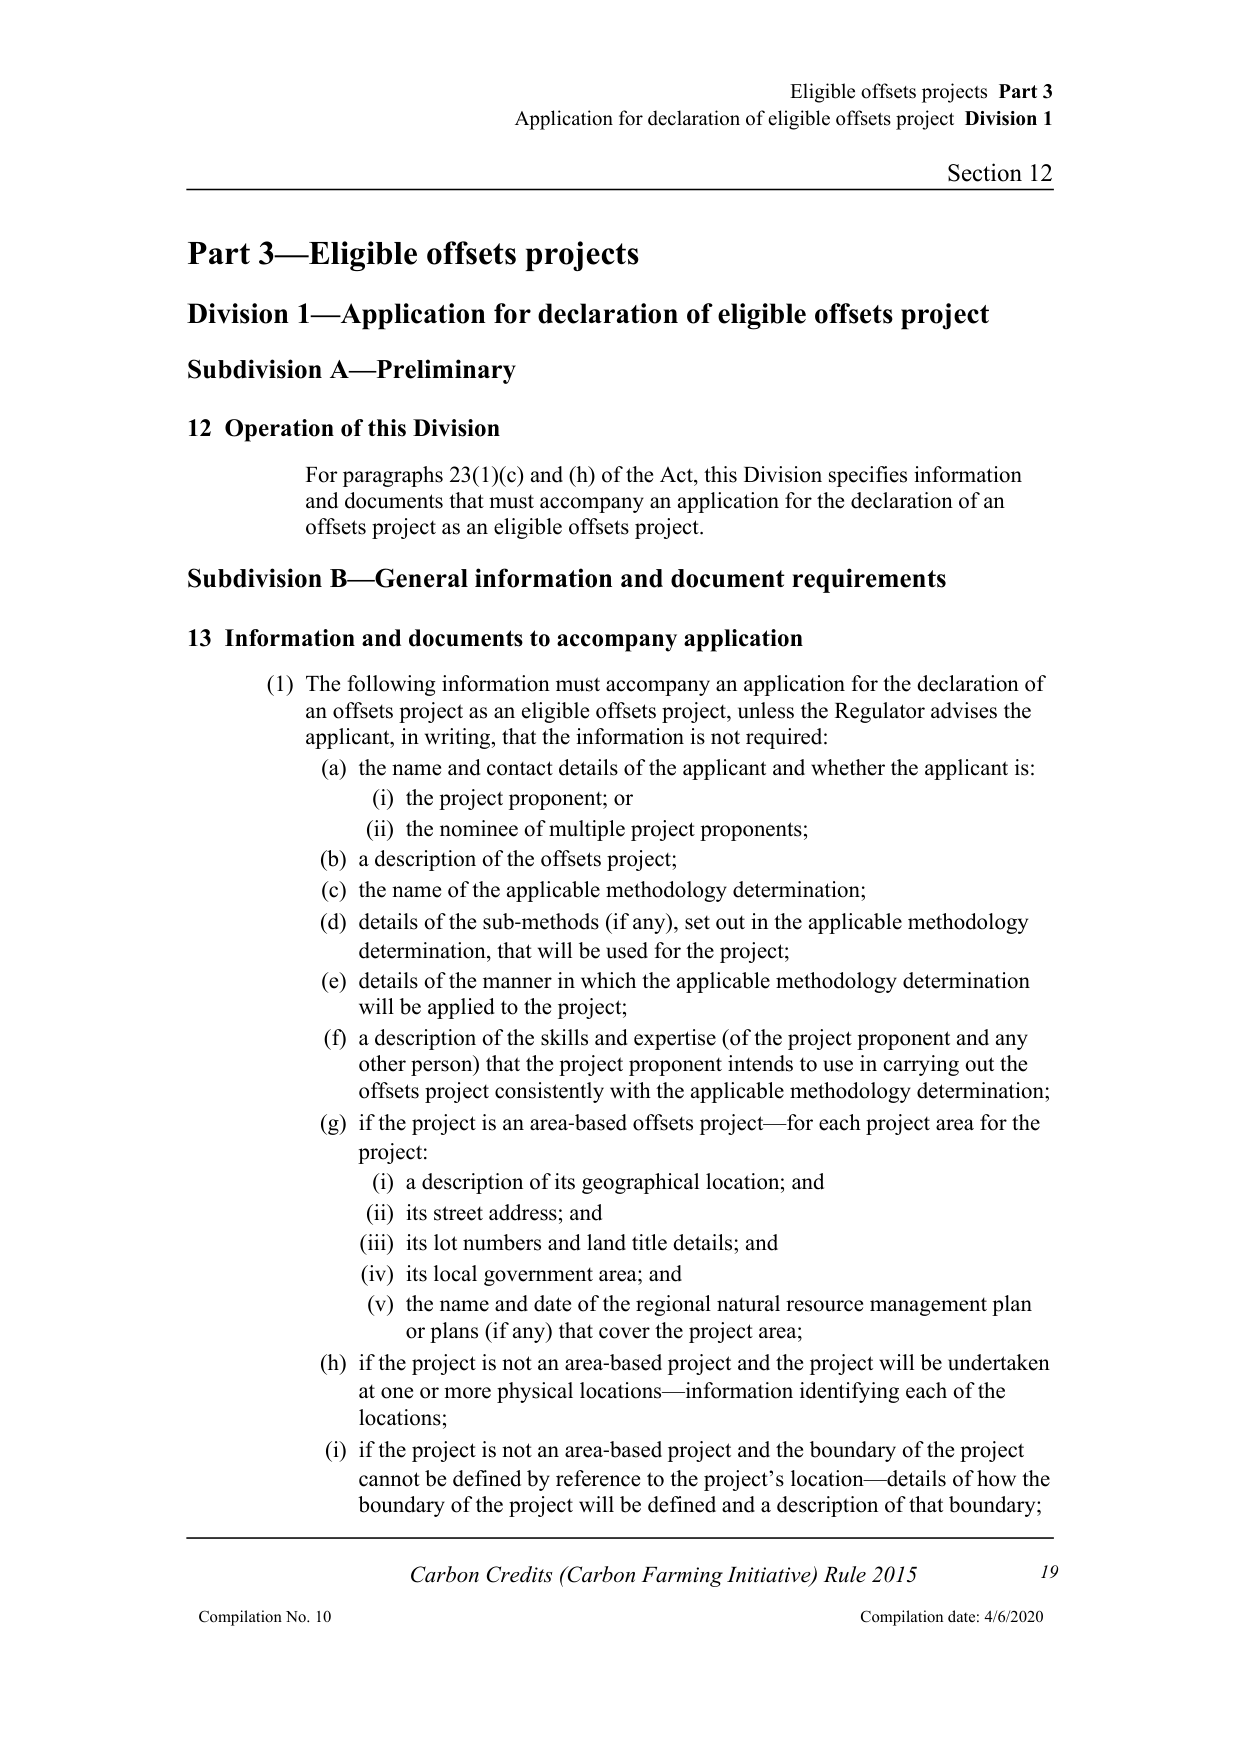 Eligible offsets projects Part 3
Application for declaration of eligible offsets project Division 1
Section 12
Part 3—Eligible offsets projects
Division 1—Application for declaration of eligible offsets project
Subdivision A—Preliminary
12 Operation of this Division
For paragraphs 23(1)(c) and (h) of the Act, this Division specifies information
and documents that must accompany an application for the declaration of an
offsets project as an eligible offsets project.
Subdivision B—General information and document requirements
13 Information and documents to accompany application
(1) The following information must accompany an application for the declaration of
an offsets project as an eligible offsets project, unless the Regulator advises the
applicant, in writing, that the information is not required:
(a) the name and contact details of the applicant and whether the applicant is:
(i) the project proponent; or
(ii) the nominee of multiple project proponents;
(b) a description of the offsets project;
(c) the name of the applicable methodology determination;
(d) details of the sub-methods (if any), set out in the applicable methodology
determination, that will be used for the project;
(e) details of the manner in which the applicable methodology determination
will be applied to the project;
(f) a description of the skills and expertise (of the project proponent and any
other person) that the project proponent intends to use in carrying out the
offsets project consistently with the applicable methodology determination;
(g) if the project is an area-based offsets project—for each project area for the
project:
(i) a description of its geographical location; and
(ii) its street address; and
(iii) its lot numbers and land title details; and
(iv) its local government area; and
(v) the name and date of the regional natural resource management plan
or plans (if any) that cover the project area;
(h) if the project is not an area-based project and the project will be undertaken
at one or more physical locations—information identifying each of the
locations;
(i) if the project is not an area-based project and the boundary of the project
cannot be defined by reference to the project’s location—details of how the
boundary of the project will be defined and a description of that boundary;
Carbon Credits (Carbon Farming Initiative) Rule 2015 19
Compilation No. 10 Compilation date: 4/6/2020